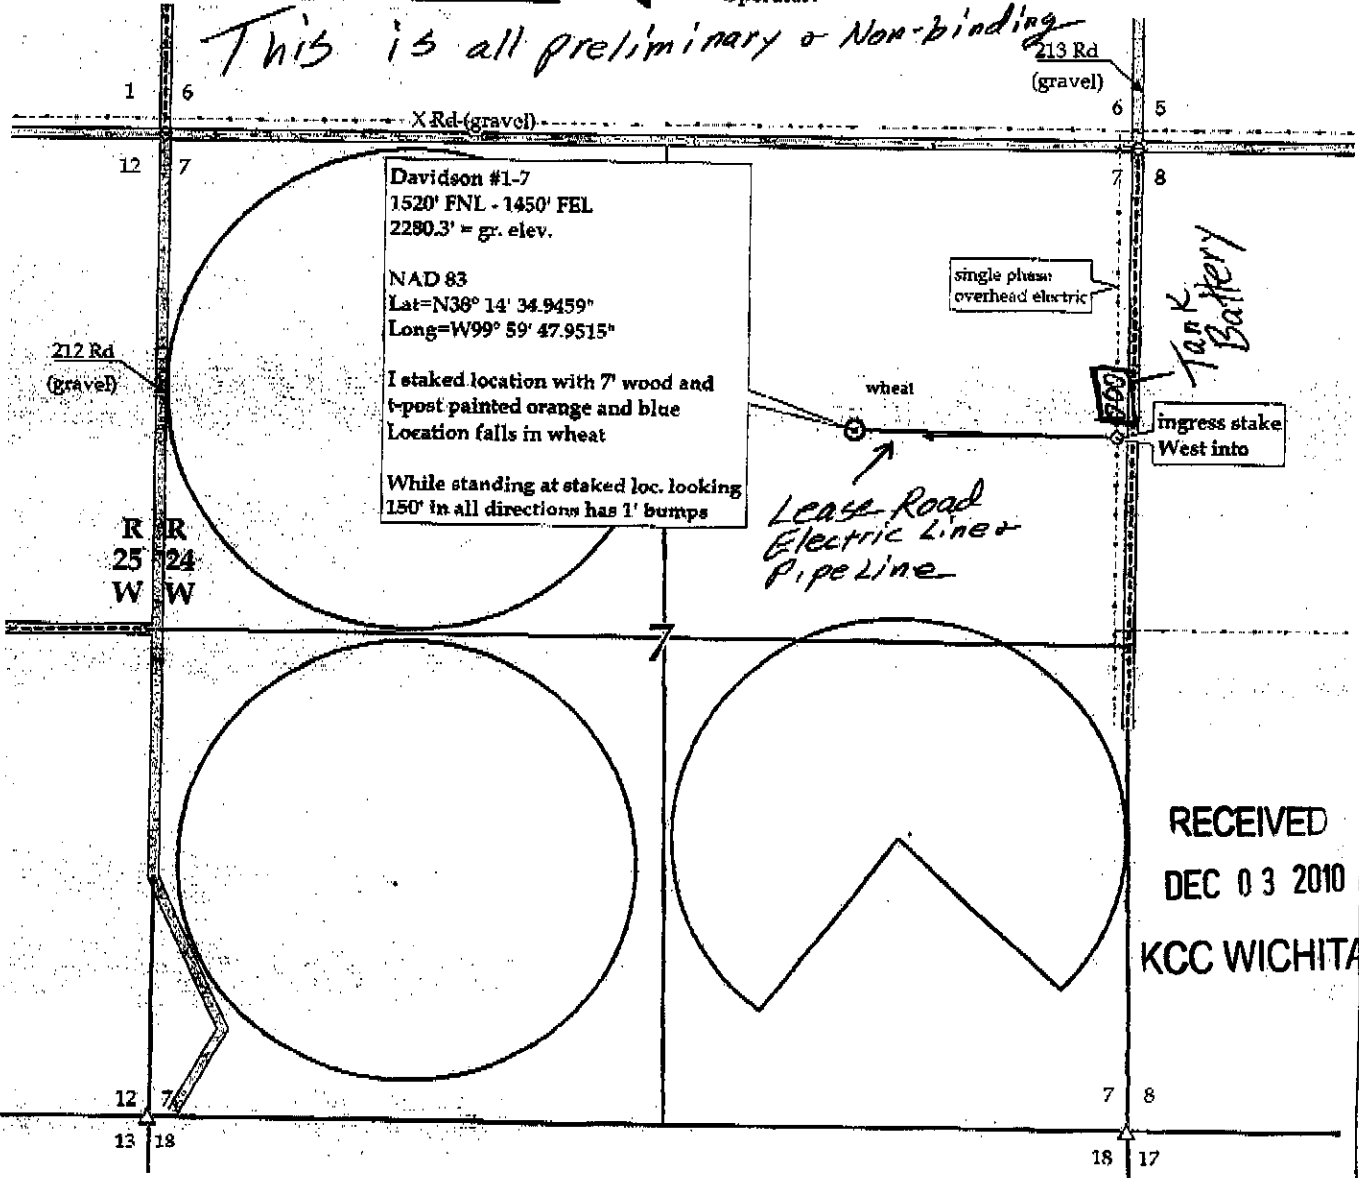 Operator:
This is all preliminary & Non-binding
213 Rd
(gravel)
1 6
6 5
X Rd (gravel)
12 7
7 8
Davidson #1-7
1520' FNL - 1450' FEL
2280.3' = gr. elev.
NAD 83
Lat=N38° 14' 34.9459"
Long=W99° 59' 47.9515"
I staked location with 7' wood and
t-post painted orange and blue
Location falls in wheat
While standing at staked loc. looking
150' in all directions has 1' bumps
single phase
overhead electric
Tank
Battery
212 Rd
(gravel)
wheat
ingress stake
West into
Lease Road
Electric Line &
Pipe Line
R R
25 24
W W
7
RECEIVED
DEC 03 2010
KCC WICHITA
12 7
7 8
13 18
18 17